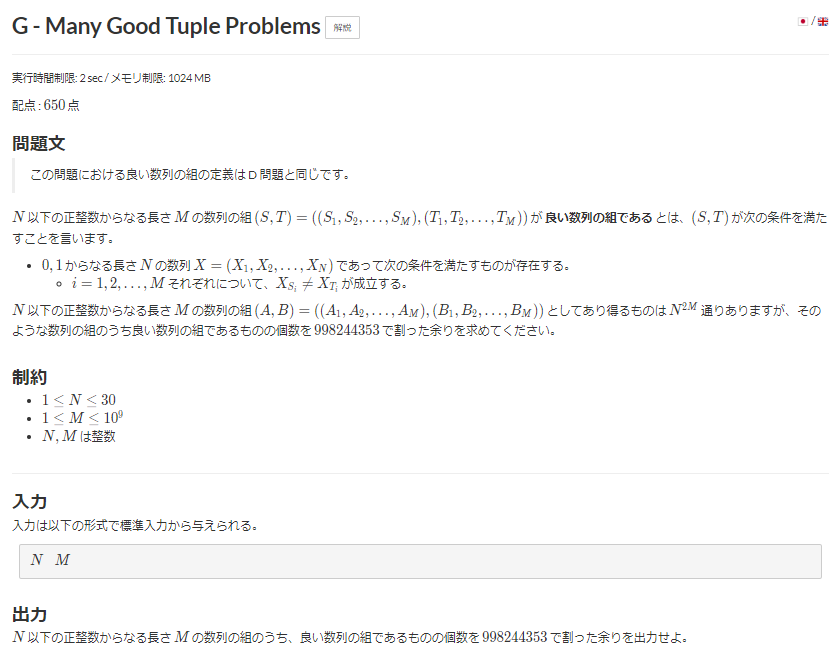 G - Many Good Tuple Problems 解説
/
実行時間制限: 2 sec / メモリ制限: 1024 MB
配点 : 650 点
問題文
この問題における良い数列の組の定義は D 問題と同じです。
N 以下の正整数からなる長さ M の数列の組 (S, T) = ((S₁, S₂, …, S_M), (T₁, T₂, …, T_M)) が 良い数列の組である とは、(S, T) が次の条件を満た
すことを言います。
• 0, 1 からなる長さ N の数列 X = (X₁, X₂, …, X_N) であって次の条件を満たすものが存在する。
◦ i = 1, 2, …, M それぞれについて、X_{S_i} ≠ X_{T_i} が成立する。
N 以下の正整数からなる長さ M の数列の組 (A, B) = ((A₁, A₂, …, A_M), (B₁, B₂, …, B_M)) としてあり得るものは N^{2M} 通りありますが、その
ような数列の組のうち良い数列の組であるものの個数を 998244353 で割った余りを求めてください。
制約
• 1 ≤ N ≤ 30
• 1 ≤ M ≤ 10⁹
• N, M は整数
入力
入力は以下の形式で標準入力から与えられる。
N M
出力
N 以下の正整数からなる長さ M の数列の組のうち、良い数列の組であるものの個数を 998244353 で割った余りを出力せよ。